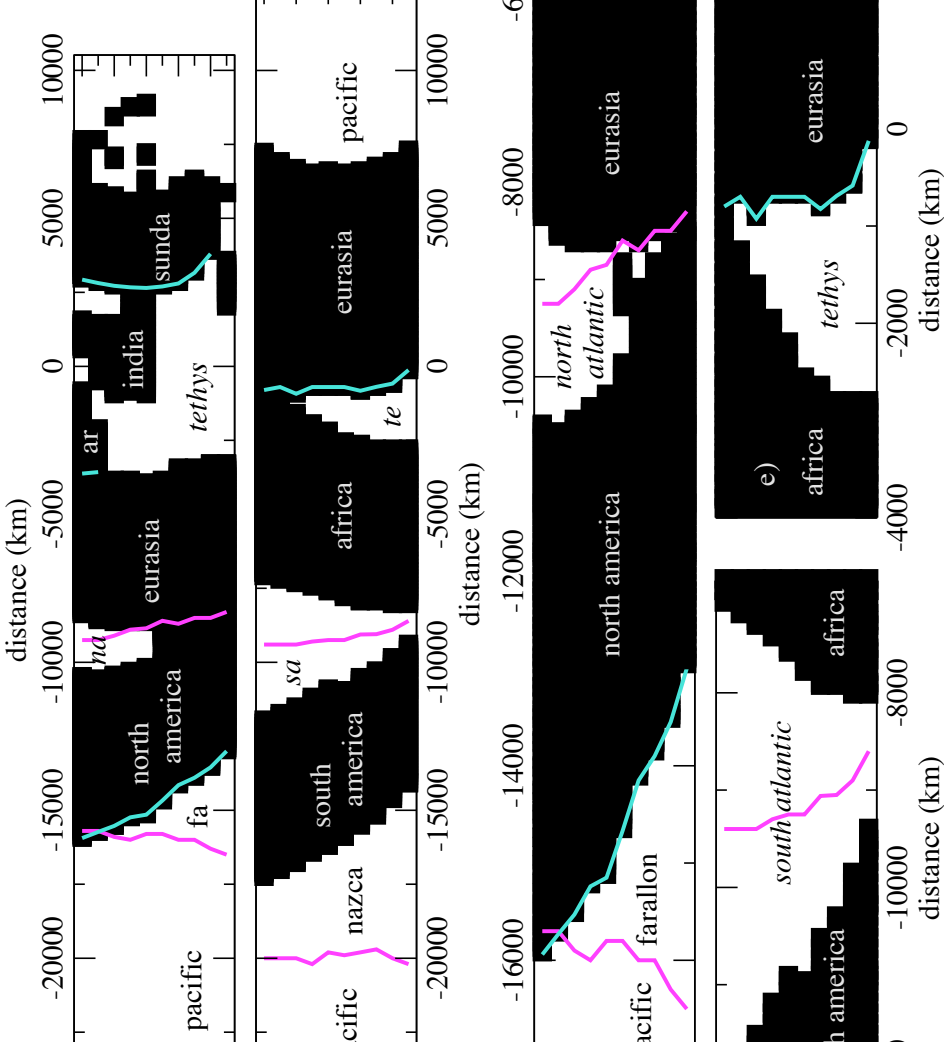 distance (km)
10000
5000
0
-5000
-10000
-15000
-20000
sunda
india
tethys
ar
eurasia
na
north
america
fa
pacific
pacific
eurasia
te
africa
sa
south
america
nazca
cific
10000
5000
0
-5000
-10000
-15000
-20000
distance (km)
-6
-8000
-10000
-12000
-14000
-16000
eurasia
north
atlantic
north america
farallon
acific
eurasia
tethys
e)
africa
0
-2000
-4000
distance (km)
africa
south atlantic
h america
-8000
-10000
distance (km)